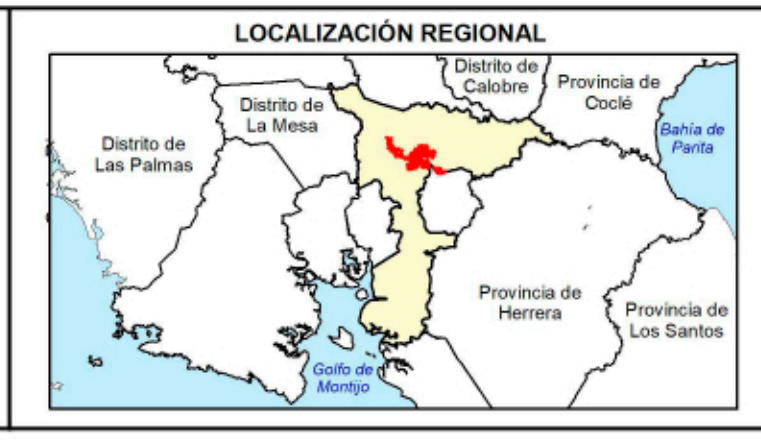 LOCALIZACIÓN REGIONAL
Distrito de
Calobre
Provincia de
Coclé
Distrito de
La Mesa
Bahía de
Parita
Distrito de
Las Palmas
Provincia de
Herrera
Provincia de
Los Santos
Golfo de
Montijo